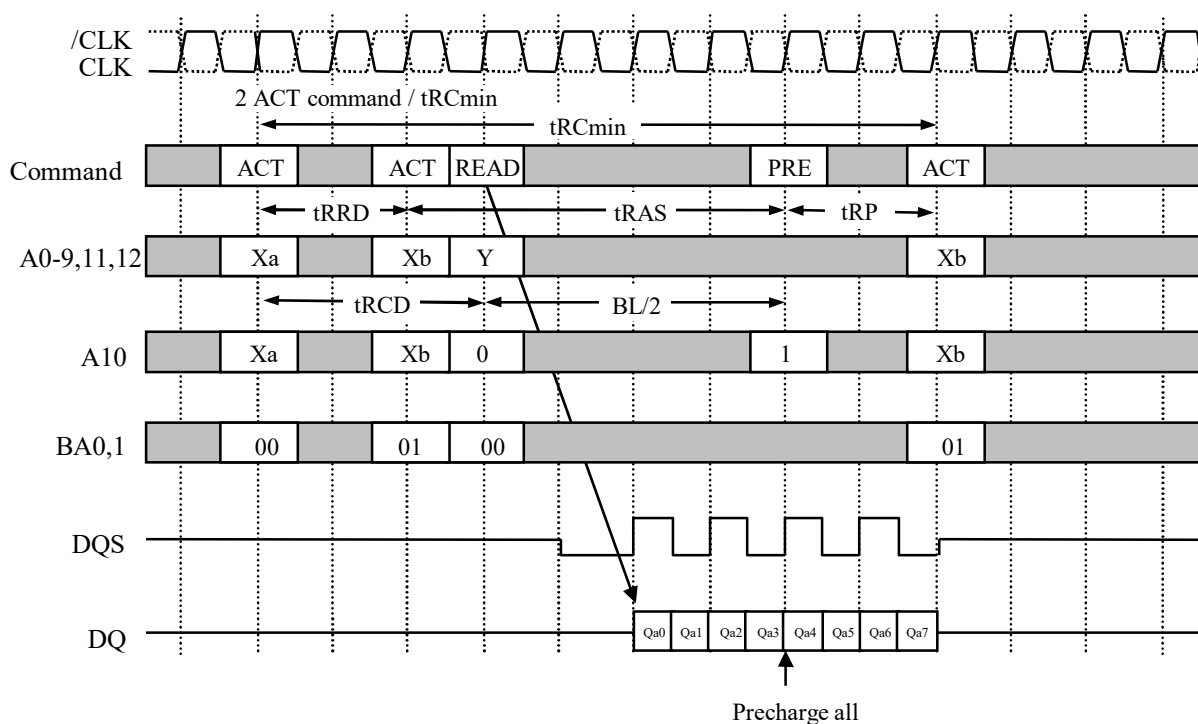 /CLK
CLK
2 ACT command / tRCmin
tRCmin
Command ACT ACT READ PRE ACT
tRRD tRAS tRP
A0-9,11,12 Xa Xb Y Xb
tRCD BL/2
A10 Xa Xb 0 1 Xb
BA0,1 00 01 00 01
DQS
DQ Qa0 Qa1 Qa2 Qa3 Qa4 Qa5 Qa6 Qa7
Precharge all